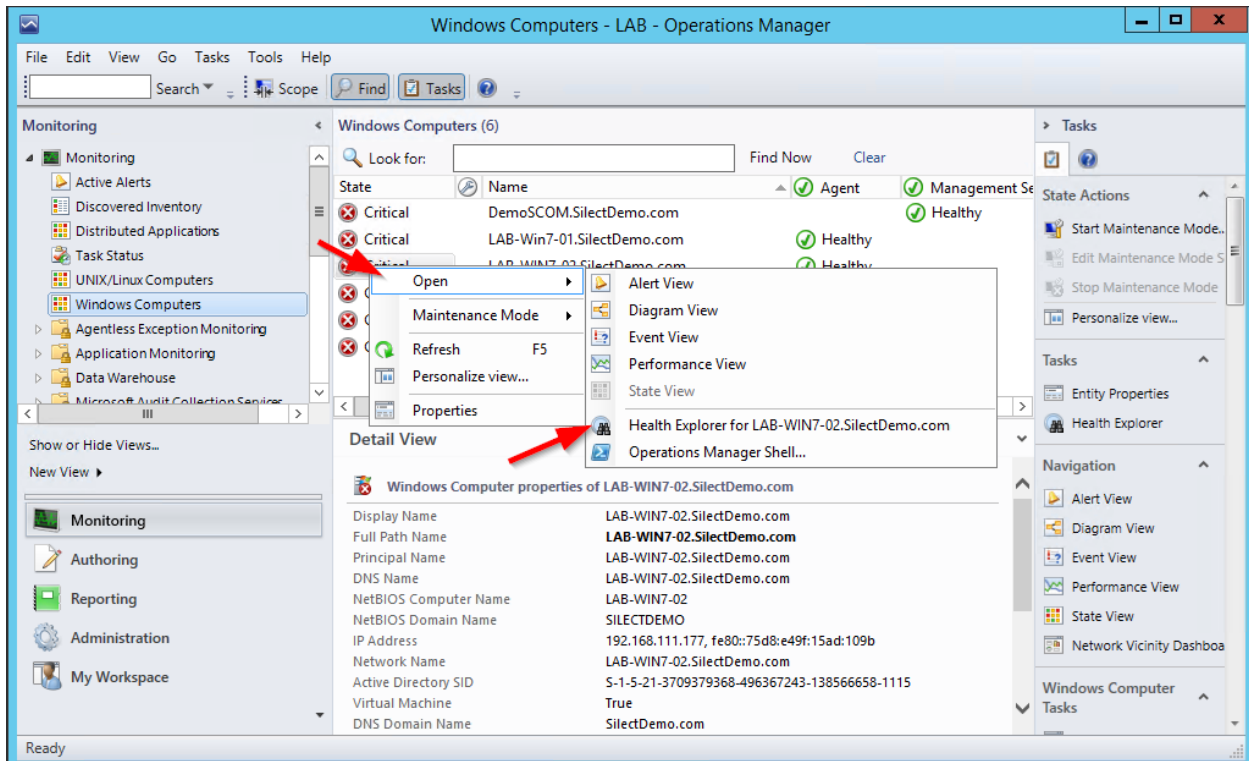 Windows Computers - LAB - Operations Manager
File Edit View Go Tasks Tools Help
Search Scope Find Tasks
Monitoring
Monitoring
Active Alerts
Discovered Inventory
Distributed Applications
Task Status
UNIX/Linux Computers
Windows Computers
Agentless Exception Monitoring
Application Monitoring
Data Warehouse
Microsoft Audit Collection Services
Show or Hide Views...
New View
Monitoring
Authoring
Reporting
Administration
My Workspace
Windows Computers (6)
Look for: Find Now Clear
State Name Agent Management Se
Critical DemoSCOM.SilectDemo.com Healthy
Critical LAB-Win7-01.SilectDemo.com Healthy
Critical LAB-WIN7-02.SilectDemo.com Healthy
Open
Maintenance Mode
Refresh F5
Personalize view...
Properties
Alert View
Diagram View
Event View
Performance View
State View
Health Explorer for LAB-WIN7-02.SilectDemo.com
Operations Manager Shell...
Detail View
Windows Computer properties of LAB-WIN7-02.SilectDemo.com
Display Name LAB-WIN7-02.SilectDemo.com
Full Path Name LAB-WIN7-02.SilectDemo.com
Principal Name LAB-WIN7-02.SilectDemo.com
DNS Name LAB-WIN7-02.SilectDemo.com
NetBIOS Computer Name LAB-WIN7-02
NetBIOS Domain Name SILECTDEMO
IP Address 192.168.111.177, fe80::75d8:e49f:15ad:109b
Network Name LAB-WIN7-02.SilectDemo.com
Active Directory SID S-1-5-21-3709379368-496367243-138566658-1115
Virtual Machine True
DNS Domain Name SilectDemo.com
Tasks
State Actions
Start Maintenance Mode..
Edit Maintenance Mode S
Stop Maintenance Mode
Personalize view...
Tasks
Entity Properties
Health Explorer
Navigation
Alert View
Diagram View
Event View
Performance View
State View
Network Vicinity Dashboa
Windows Computer
Tasks
Ready